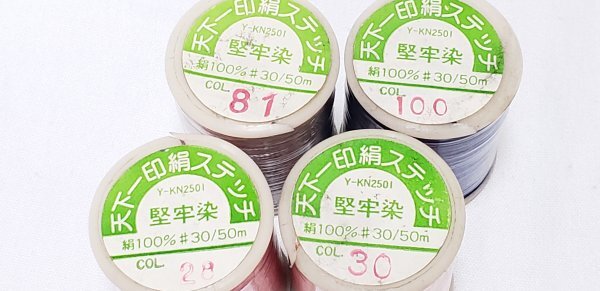 天下一印絹ステッチ
Y-KN2501
堅牢染
絹100% #30/50m
COL.
81
天下一印絹ステッチ
Y-KN2501
堅牢染
絹100% #30/50m
COL.
100
天下一印絹ステッチ
Y-KN2501
堅牢染
絹100% #30/50m
COL.
28
天下一印絹ステッチ
Y-KN2501
堅牢染
絹100% #30/50m
COL.
30